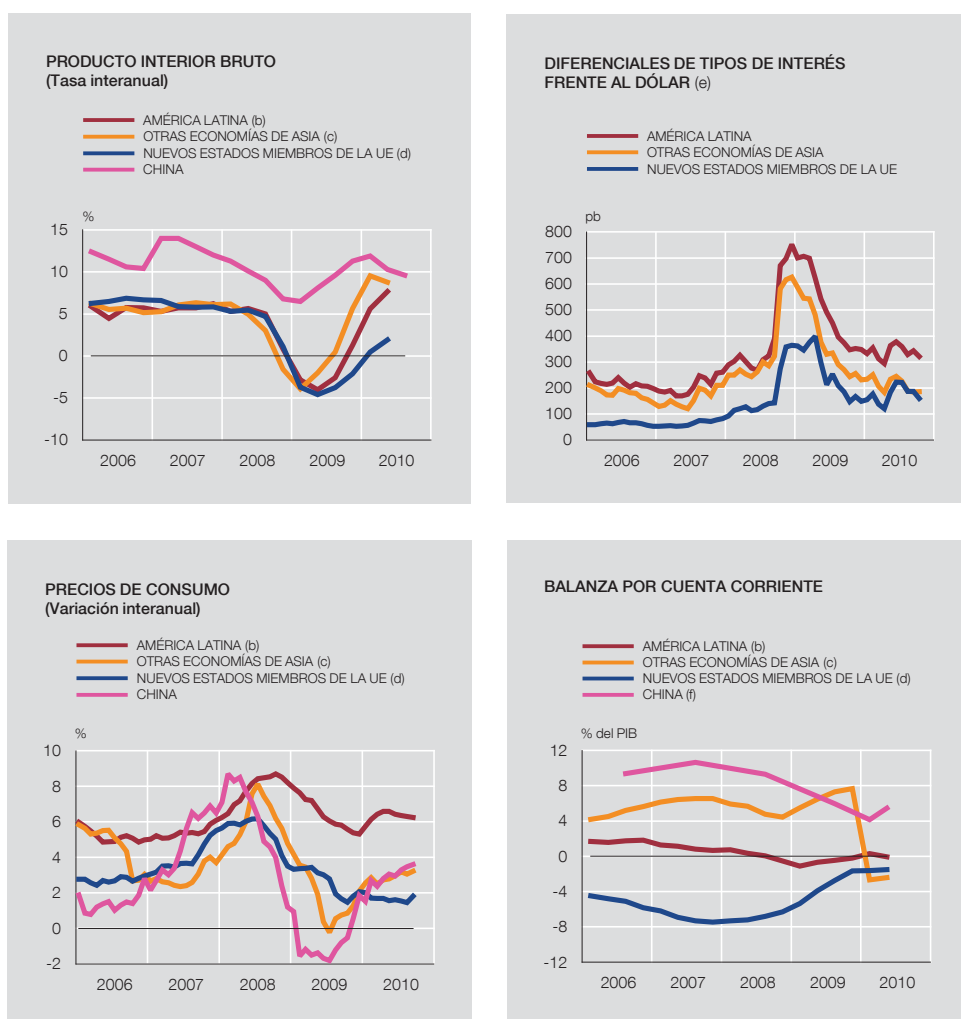 PRODUCTO INTERIOR BRUTO
(Tasa interanual)
AMÉRICA LATINA (b)
OTRAS ECONOMÍAS DE ASIA (c)
NUEVOS ESTADOS MIEMBROS DE LA UE (d)
CHINA
%
15
10
5
0
-5
-10
2006 2007 2008 2009 2010
DIFERENCIALES DE TIPOS DE INTERÉS
FRENTE AL DÓLAR (e)
AMÉRICA LATINA
OTRAS ECONOMÍAS DE ASIA
NUEVOS ESTADOS MIEMBROS DE LA UE
pb
800
700
600
500
400
300
200
100
0
2006 2007 2008 2009 2010
PRECIOS DE CONSUMO
(Variación interanual)
AMÉRICA LATINA (b)
OTRAS ECONOMÍAS DE ASIA (c)
NUEVOS ESTADOS MIEMBROS DE LA UE (d)
CHINA
%
10
8
6
4
2
0
-2
2006 2007 2008 2009 2010
BALANZA POR CUENTA CORRIENTE
AMÉRICA LATINA (b)
OTRAS ECONOMÍAS DE ASIA (c)
NUEVOS ESTADOS MIEMBROS DE LA UE (d)
CHINA (f)
% del PIB
12
8
4
0
-4
-8
-12
2006 2007 2008 2009 2010